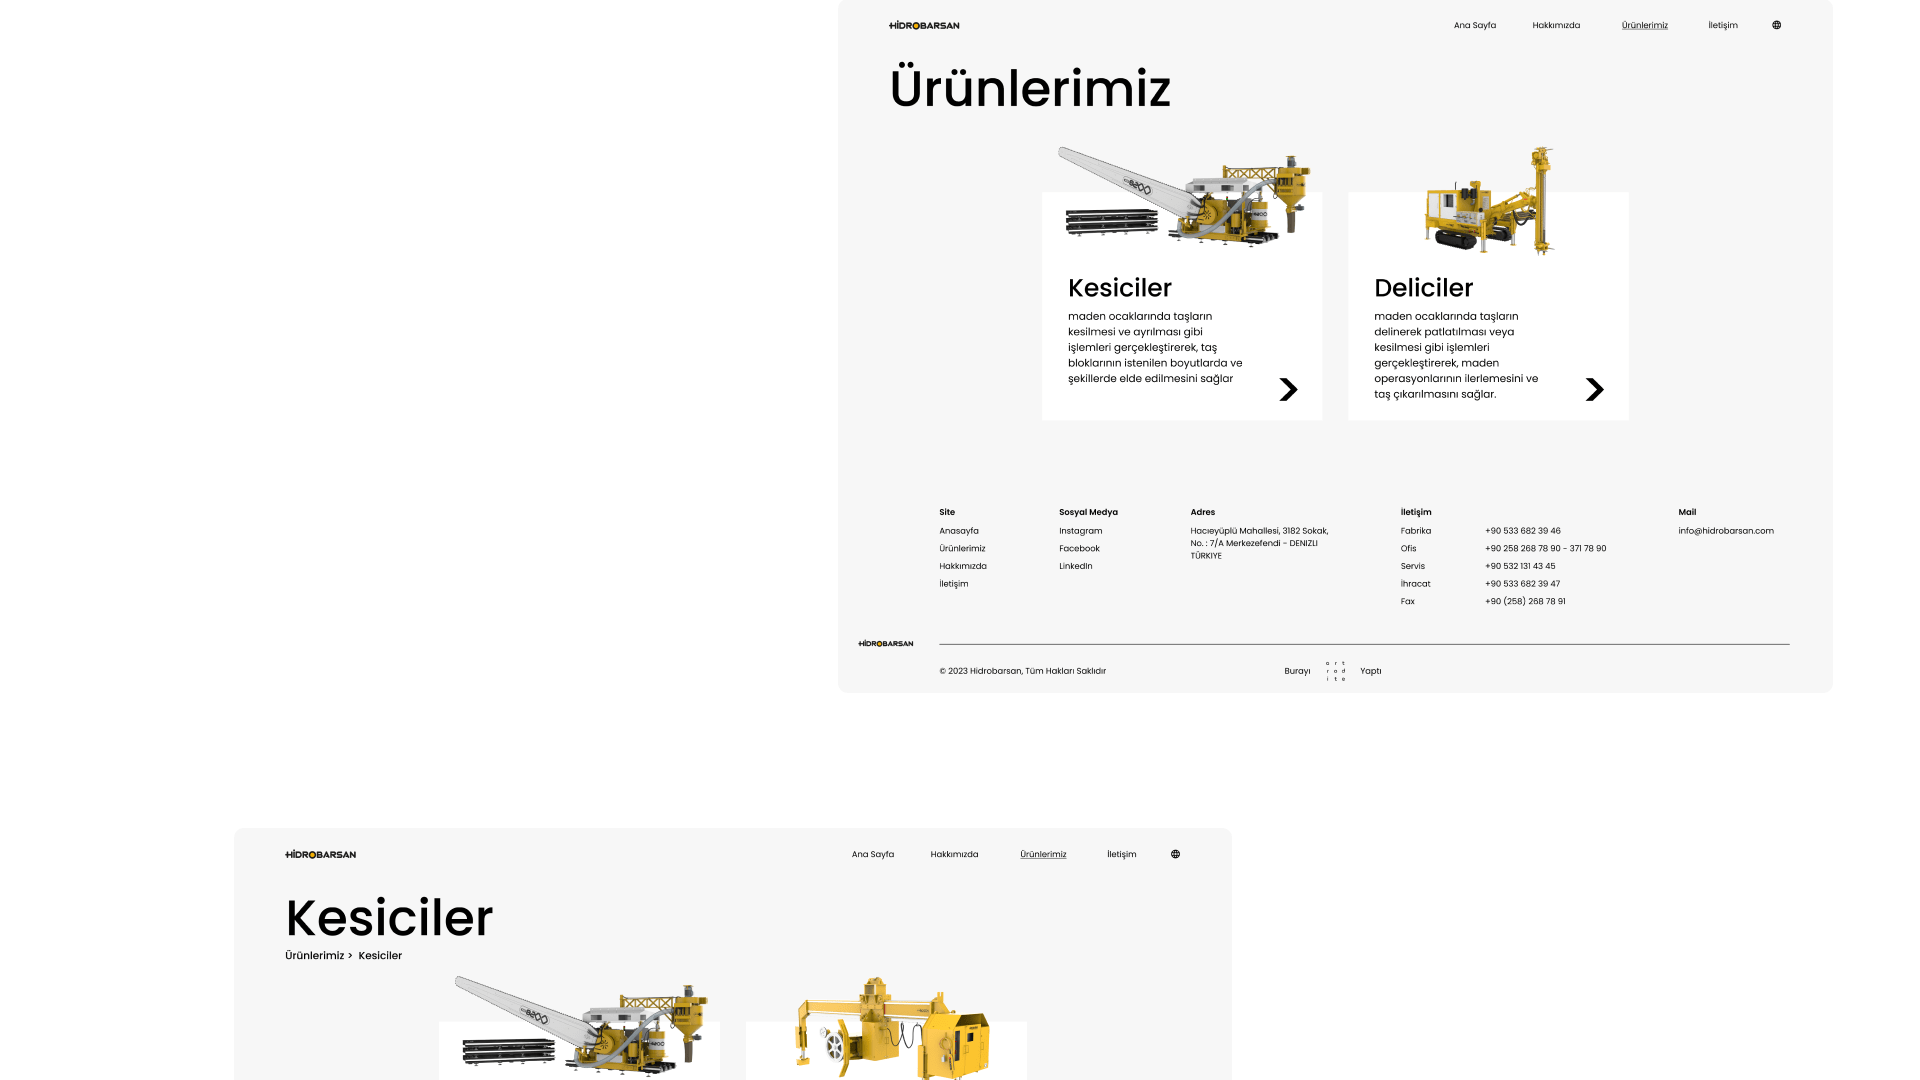 HİDROBARSAN
Ana Sayfa
Hakkımızda
Ürünlerimiz
İletişim
Ürünlerimiz
Kesiciler
maden ocaklarında taşların
kesilmesi ve ayrılması gibi
işlemleri gerçekleştirerek, taş
bloklarının istenilen boyutlarda ve
şekillerde elde edilmesini sağlar
Deliciler
maden ocaklarında taşların
delinerek patlatılması veya
kesilmesi gibi işlemleri
gerçekleştirerek, maden
operasyonlarının ilerlemesini ve
taş çıkarılmasını sağlar.
Site
Anasayfa
Ürünlerimiz
Hakkımızda
İletişim
Sosyal Medya
Instagram
Facebook
LinkedIn
Adres
Hacıeyüplü Mahallesi, 3182 Sokak,
No. : 7/A Merkezefendi - DENIZLI
TÜRKIYE
İletişim
Fabrika +90 533 682 39 46
Ofis +90 258 268 78 90 - 371 78 90
Servis +90 532 131 43 45
İhracat +90 533 682 39 47
Fax +90 (258) 268 78 91
Mail
info@hidrobarsan.com
HİDROBARSAN
© 2023 Hidrobarsan, Tüm Hakları Saklıdır
Burayı
a r t
r o d
i t e
Yaptı
HİDROBARSAN
Ana Sayfa
Hakkımızda
Ürünlerimiz
İletişim
Kesiciler
Ürünlerimiz > Kesiciler